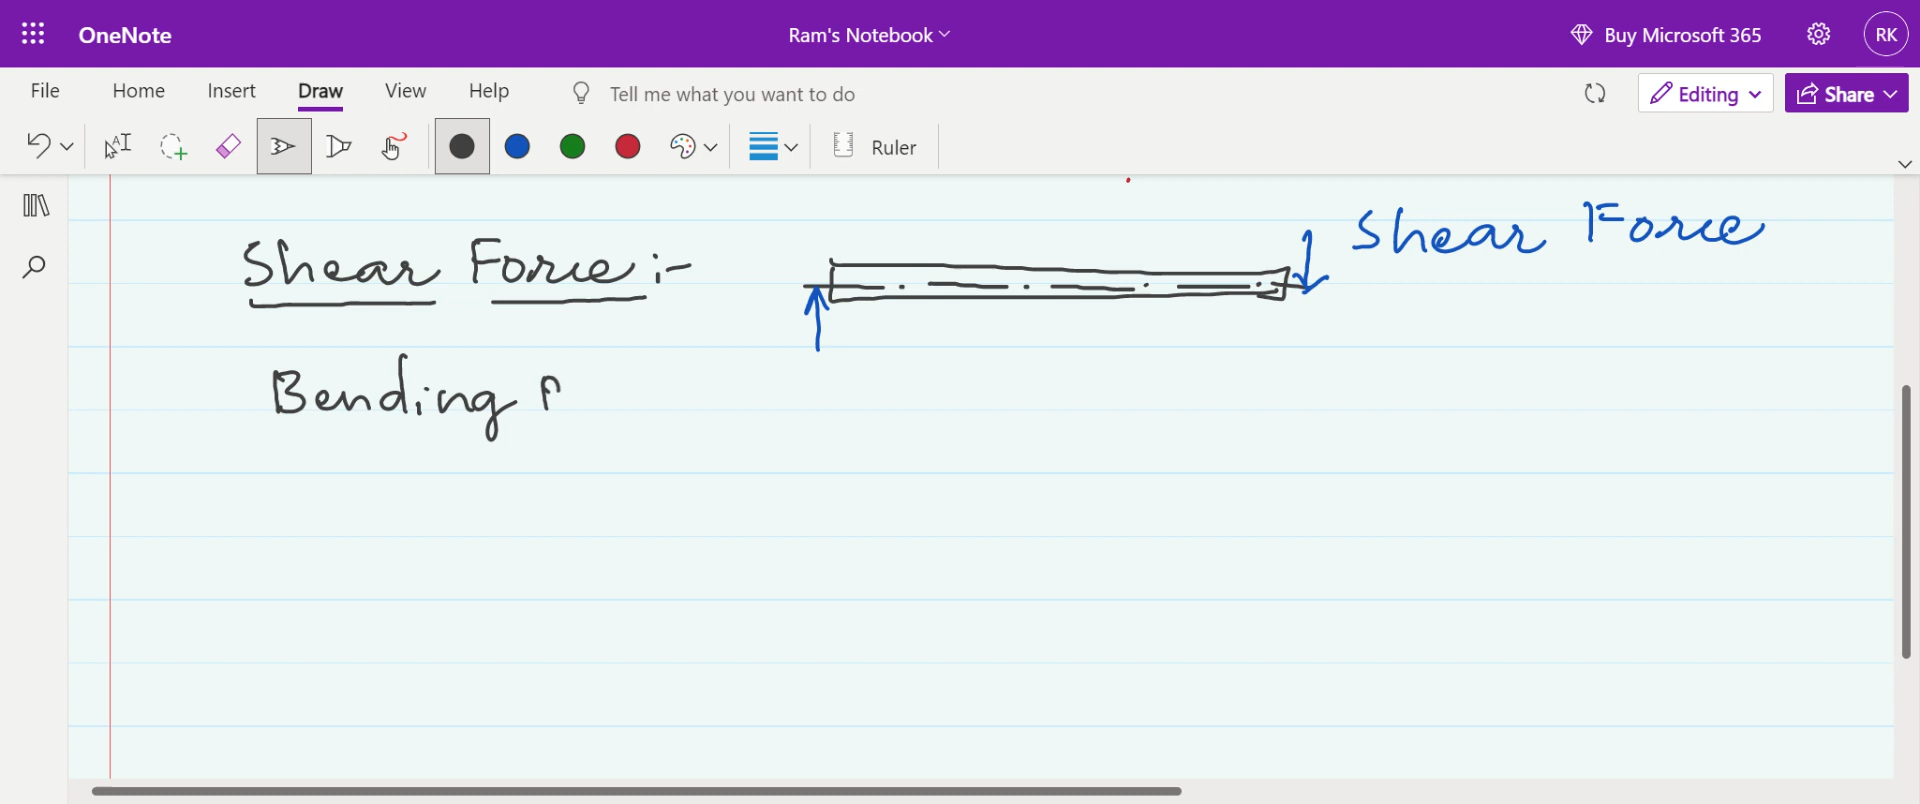 OneNote
Ram's Notebook
Buy Microsoft 365
RK
File Home Insert Draw View Help Tell me what you want to do
Editing
Share
Ruler
Shear Force
Shear Force :-
Bending